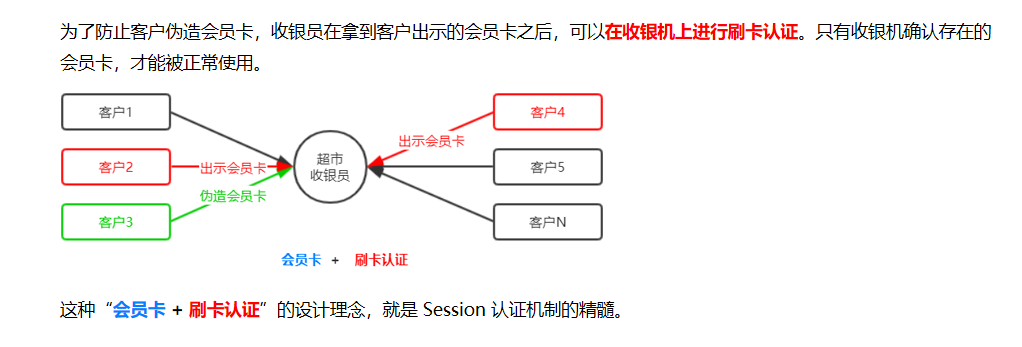 为了防止客户伪造会员卡，收银员在拿到客户出示的会员卡之后，可以在收银机上进行刷卡认证。只有收银机确认存在的
会员卡，才能被正常使用。
客户1
客户4
出示会员卡
客户2
出示会员卡
超市
收银员
客户5
伪造会员卡
客户3
客户N
会员卡 + 刷卡认证
这种“会员卡 + 刷卡认证”的设计理念，就是 Session 认证机制的精髓。